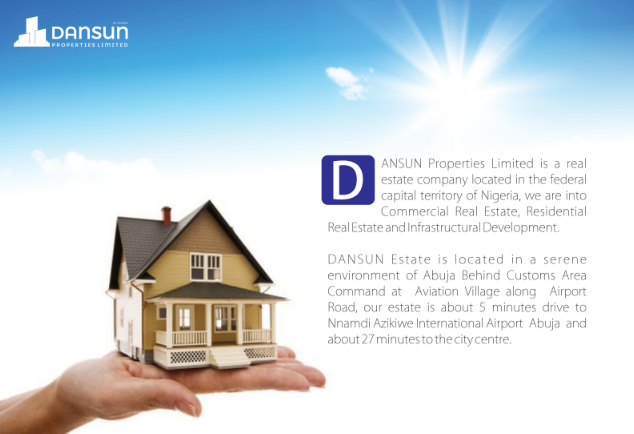 DANSUN
PROPERTIES LIMITED
DANSUN Properties Limited is a real
estate company located in the federal
capital territory of Nigeria, we are into
Commercial Real Estate, Residential
Real Estate and Infrastructural Development.
DANSUN Estate is located in a serene
environment of Abuja Behind Customs Area
Command at Aviation Village along Airport
Road, our estate is about 5 minutes drive to
Nnamdi Azikiwe International Airport Abuja and
about 27 minutes to the city centre.